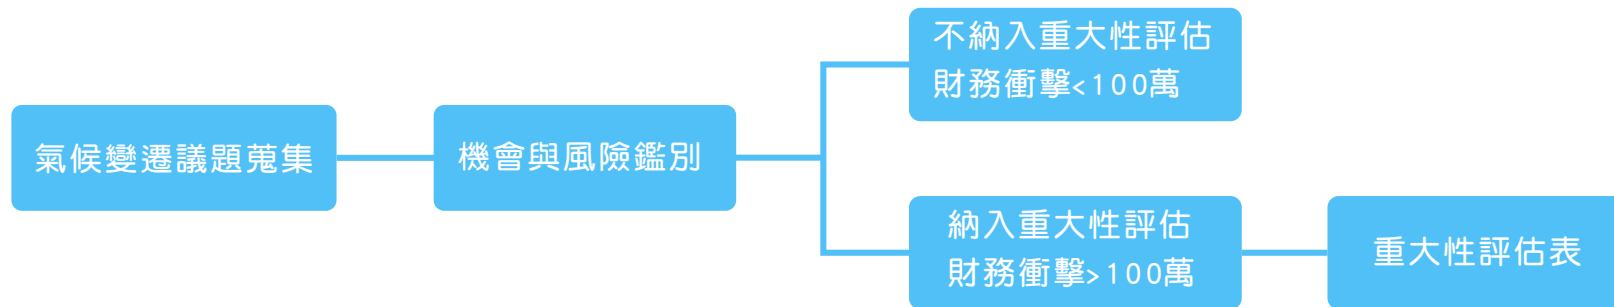 氣候變遷議題蒐集
機會與風險鑑別
不納入重大性評估
財務衝擊<100萬
納入重大性評估
財務衝擊>100萬
重大性評估表